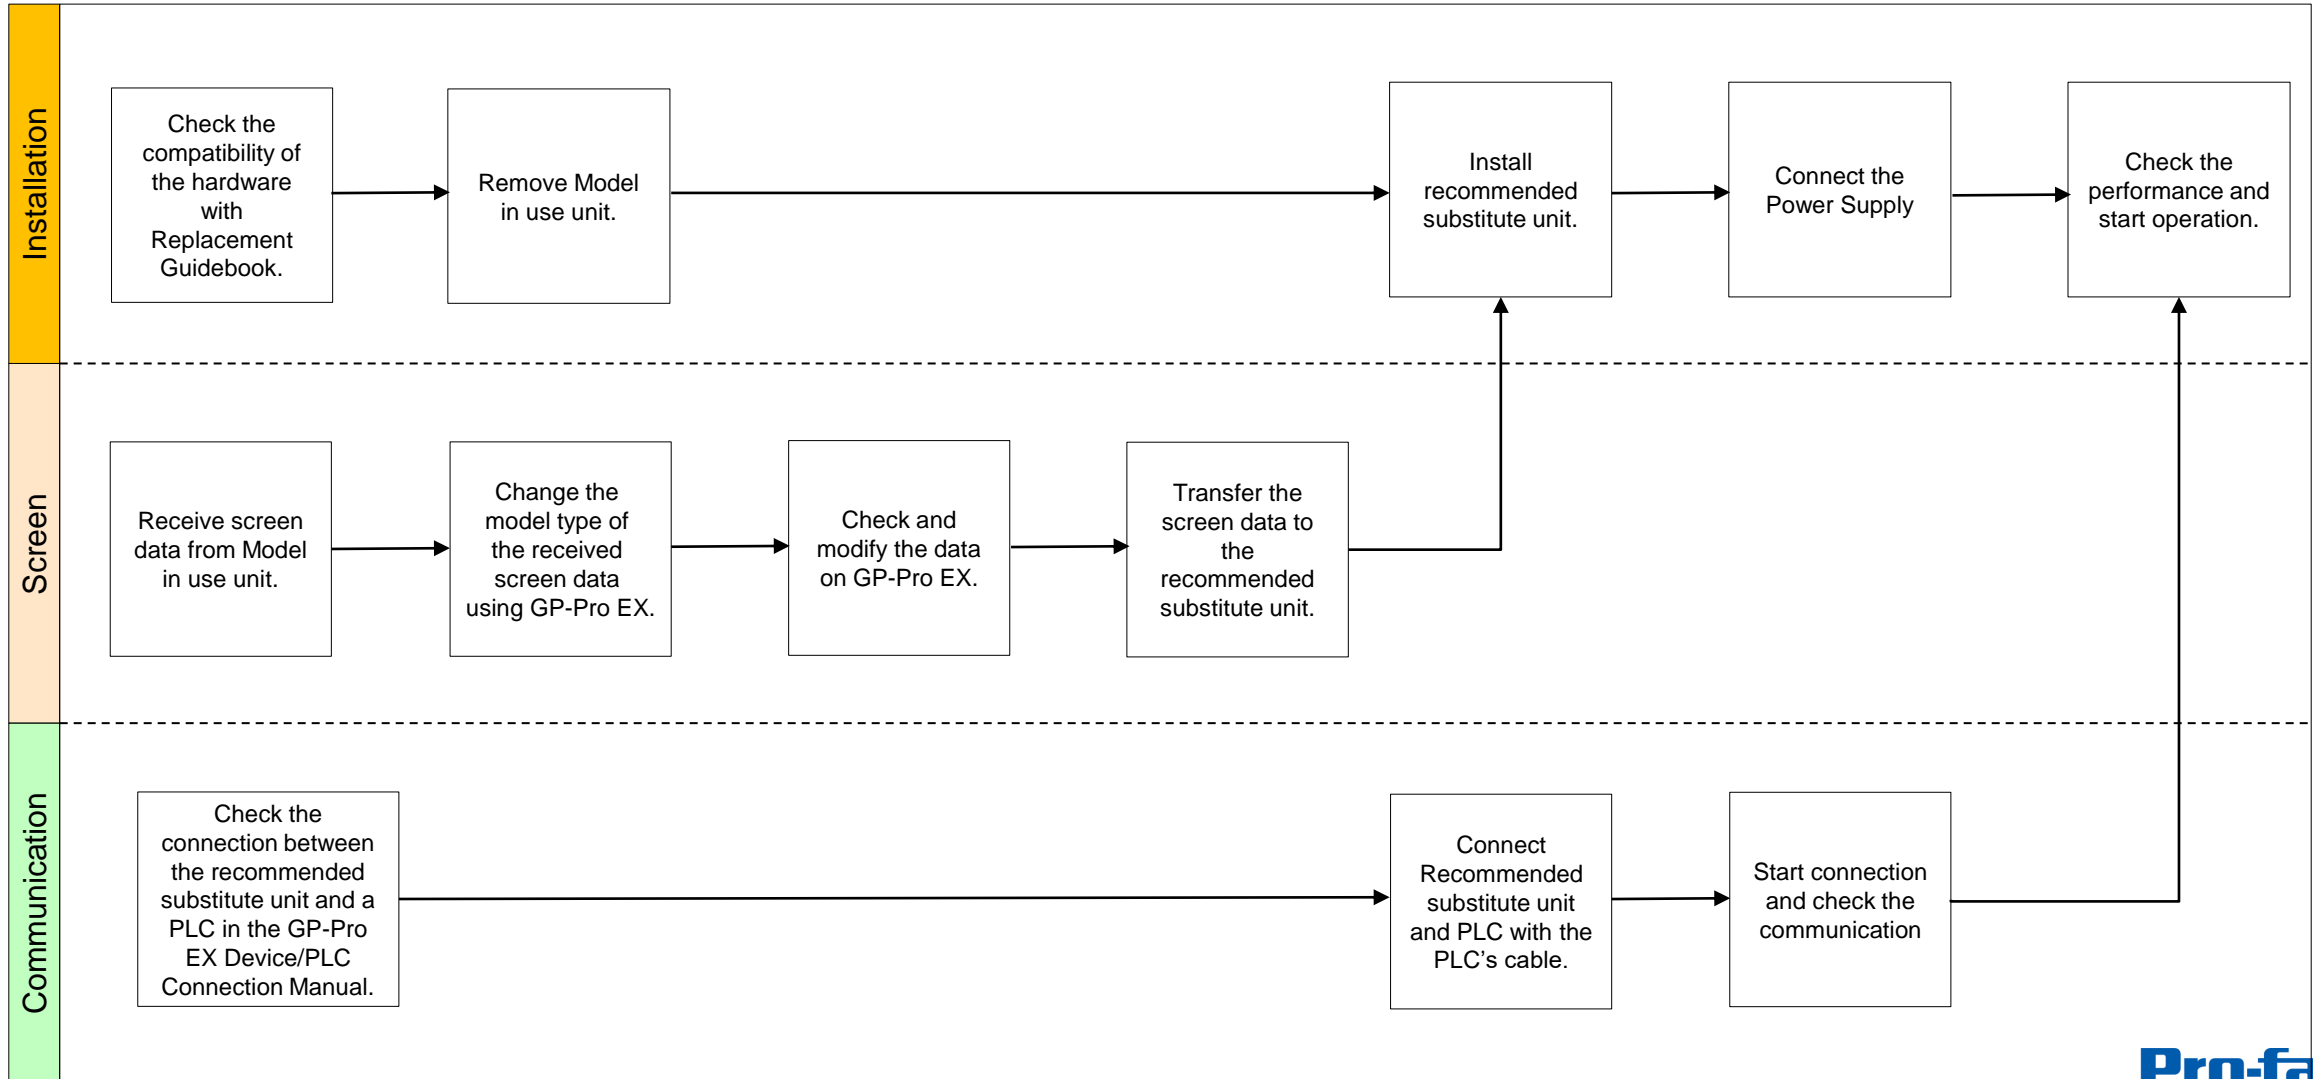 Installation
Check the
compatibility of
the hardware
with
Replacement
Guidebook.
Remove Model
in use unit.
Install
recommended
substitute unit.
Connect the
Power Supply
Check the
performance and
start operation.
Screen
Receive screen
data from Model
in use unit.
Change the
model type of
the received
screen data
using GP-Pro EX.
Check and
modify the data
on GP-Pro EX.
Transfer the
screen data to
the
recommended
substitute unit.
Communication
Check the
connection between
the recommended
substitute unit and a
PLC in the GP-Pro
EX Device/PLC
Connection Manual.
Connect
Recommended
substitute unit
and PLC with the
PLC’s cable.
Start connection
and check the
communication
Pro-fa